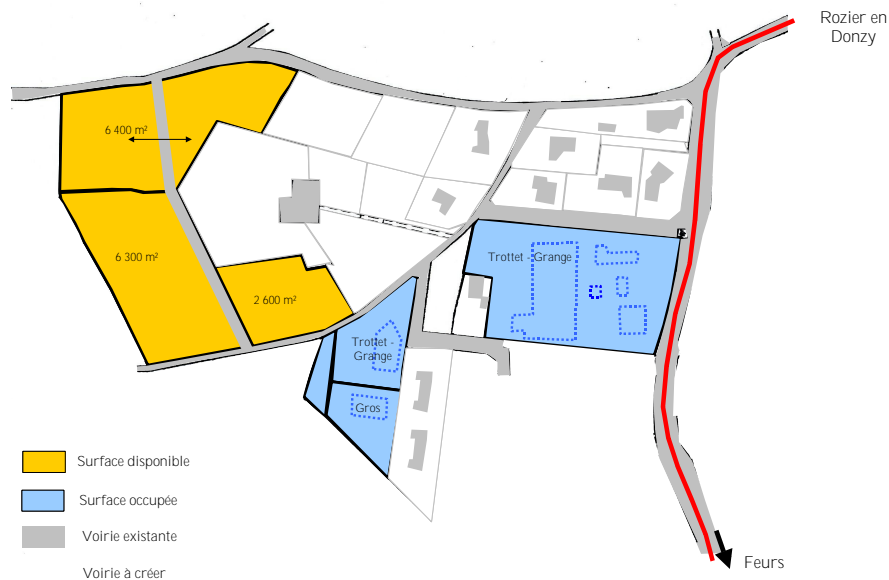 Rozier en
Donzy
6 400 m²
6 300 m²
2 600 m²
Trottet - Grange
Trottet -
Grange
Gros
Surface disponible
Surface occupée
Voirie existante
Voirie à créer
Feurs